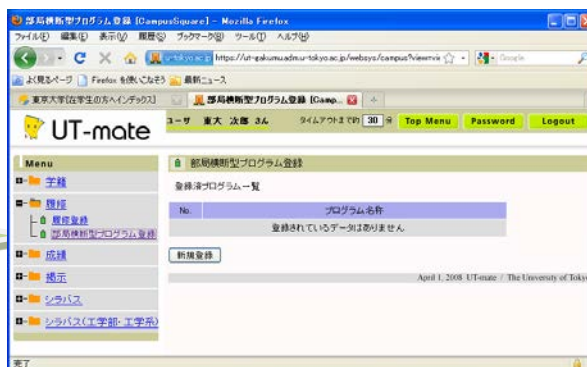 部局横断型プログラム登録 [CampusSquare] - Mozilla Firefox
ファイル(F) 編集(E) 表示(V) 履歴(S) ブックマーク(B) ツール(T) ヘルプ(H)
u-tokyo.ac.jp https://ut-gakumu.adm.u-tokyo.ac.jp/websys/campus?view=vi
Google
よく見るページ Firefox を使いこなそう 最新ニュース
東京大学[在学生の方へインデックス] 部局横断型プログラム登録 [Camp...
UT-mate
ユーザ 東大 次郎 さん タイムアウトまで約 30 分 Top Menu Password Logout
Menu
学籍
履修
履修登録
部局横断型プログラム登録
成績
掲示
シラバス
シラバス(工学部・工学系)
部局横断型プログラム登録
登録済プログラム一覧
No. プログラム名称
登録されているデータはありません
新規登録
April 1, 2008 UT-mate / The University of Tokyo
完了